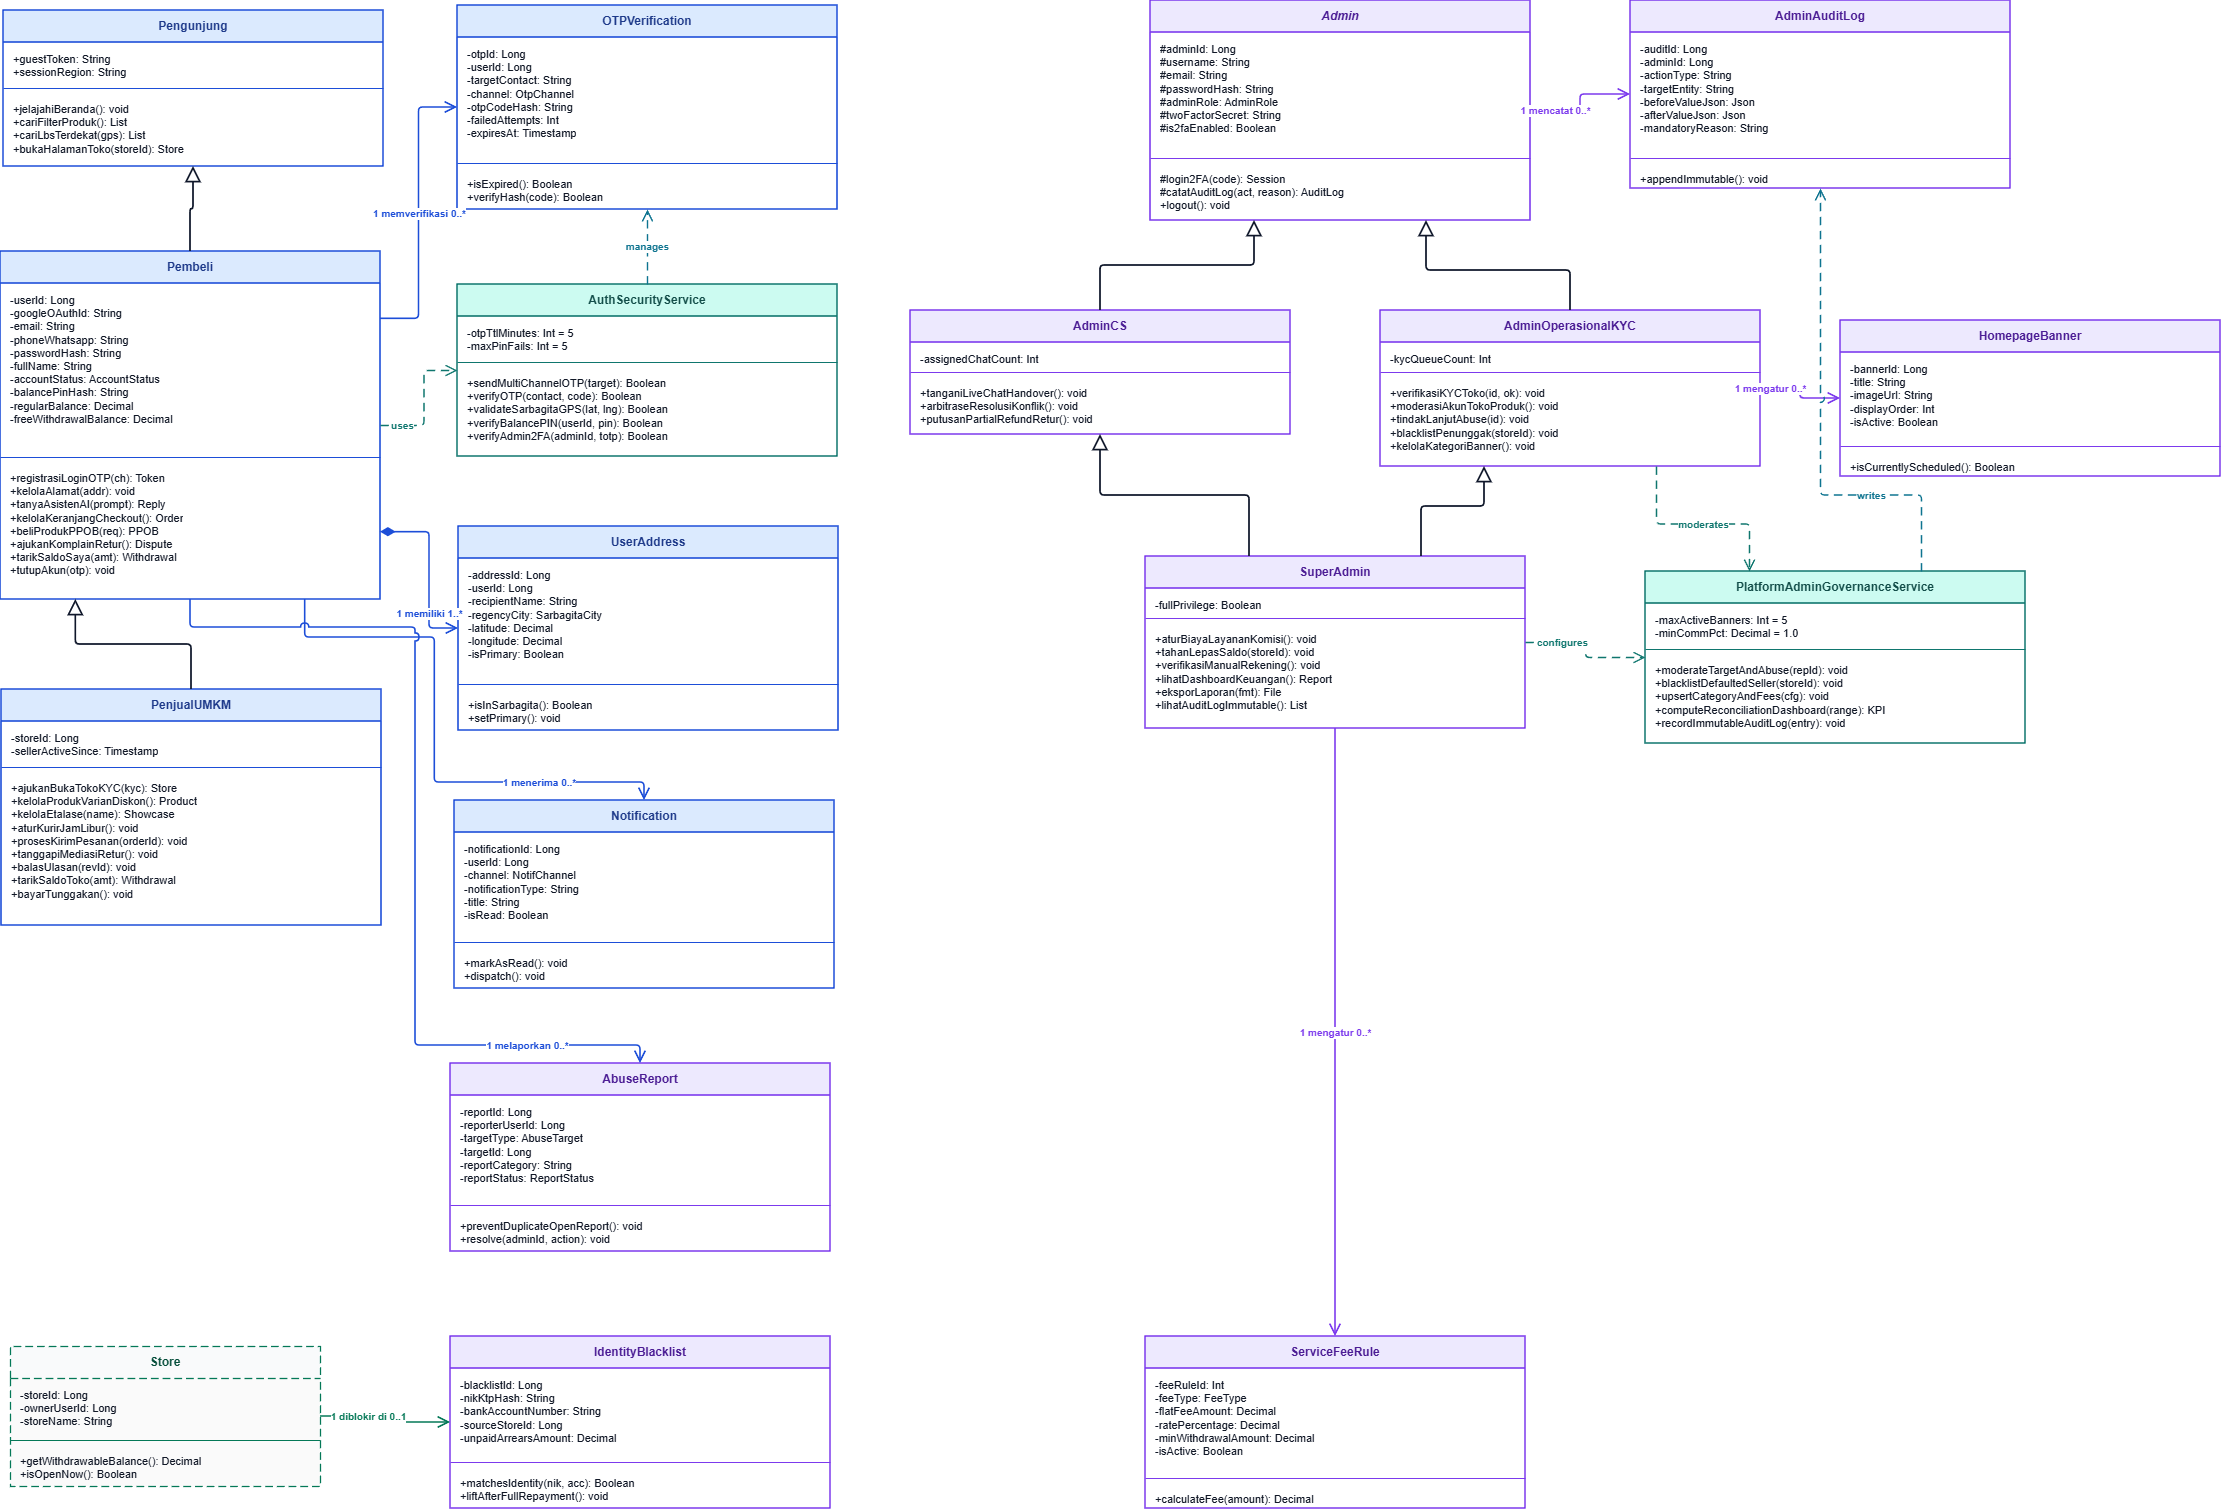 Pengunjung
+guestToken: String
+sessionRegion: String
+jelajahiBeranda(): void
+cariFilterProduk(): List
+cariLbsTerdekat(gps): List
+bukaHalamanToko(storeId): Store
OTPVerification
-otpId: Long
-userId: Long
-targetContact: String
-channel: OtpChannel
-otpCodeHash: String
-failedAttempts: Int
-expiresAt: Timestamp
+isExpired(): Boolean
+verifyHash(code): Boolean
1 memverifikasi 0..*
manages
Pembeli
-userId: Long
-googleOAuthId: String
-email: String
-phoneWhatsapp: String
-passwordHash: String
-fullName: String
-accountStatus: AccountStatus
-balancePinHash: String
-regularBalance: Decimal
-freeWithdrawalBalance: Decimal
+registrasiLoginOTP(ch): Token
+kelolaAlamat(addr): void
+tanyaAsistenAI(prompt): Reply
+kelolaKeranjangCheckout(): Order
+beliProdukPPOB(req): PPOB
+ajukanKomplainRetur(): Dispute
+tarikSaldoSaya(amt): Withdrawal
+tutupAkun(otp): void
AuthSecurityService
-otpTtlMinutes: Int = 5
-maxPinFails: Int = 5
+sendMultiChannelOTP(target): Boolean
+verifyOTP(contact, code): Boolean
+validateSarbagitaGPS(lat, lng): Boolean
+verifyBalancePIN(userId, pin): Boolean
+verifyAdmin2FA(adminId, totp): Boolean
uses
UserAddress
-addressId: Long
-userId: Long
-recipientName: String
-regencyCity: SarbagitaCity
-latitude: Decimal
-longitude: Decimal
-isPrimary: Boolean
+isInSarbagita(): Boolean
+setPrimary(): void
1 memiliki 1..*
PenjualUMKM
-storeId: Long
-sellerActiveSince: Timestamp
+ajukanBukaTokoKYC(kyc): Store
+kelolaProdukVarianDiskon(): Product
+kelolaEtalase(name): Showcase
+aturKurirJamLibur(): void
+prosesKirimPesanan(orderId): void
+tanggapiMediasiRetur(): void
+balasUlasan(revId): void
+tarikSaldoToko(amt): Withdrawal
+bayarTunggakan(): void
1 menerima 0..*
Notification
-notificationId: Long
-userId: Long
-channel: NotifChannel
-notificationType: String
-title: String
-isRead: Boolean
+markAsRead(): void
+dispatch(): void
1 melaporkan 0..*
AbuseReport
-reportId: Long
-reporterUserId: Long
-targetType: AbuseTarget
-targetId: Long
-reportCategory: String
-reportStatus: ReportStatus
+preventDuplicateOpenReport(): void
+resolve(adminId, action): void
Store
-storeId: Long
-ownerUserId: Long
-storeName: String
+getWithdrawableBalance(): Decimal
+isOpenNow(): Boolean
1 diblokir di 0..1
IdentityBlacklist
-blacklistId: Long
-nikKtpHash: String
-bankAccountNumber: String
-sourceStoreId: Long
-unpaidArrearsAmount: Decimal
+matchesIdentity(nik, acc): Boolean
+liftAfterFullRepayment(): void
Admin
#adminId: Long
#username: String
#email: String
#passwordHash: String
#adminRole: AdminRole
#twoFactorSecret: String
#is2faEnabled: Boolean
#login2FA(code): Session
#catatAuditLog(act, reason): AuditLog
+logout(): void
1 mencatat 0..*
AdminAuditLog
-auditId: Long
-adminId: Long
-actionType: String
-targetEntity: String
-beforeValueJson: Json
-afterValueJson: Json
-mandatoryReason: String
+appendImmutable(): void
AdminCS
-assignedChatCount: Int
+tanganiLiveChatHandover(): void
+arbitraseResolusiKonflik(): void
+putusanPartialRefundRetur(): void
AdminOperasionalKYC
-kycQueueCount: Int
+verifikasiKYCToko(id, ok): void
+moderasiAkunTokoProduk(): void
+tindakLanjutAbuse(id): void
+blacklistPenunggak(storeId): void
+kelolaKategoriBanner(): void
1 mengatur 0..*
HomepageBanner
-bannerId: Long
-title: String
-imageUrl: String
-displayOrder: Int
-isActive: Boolean
+isCurrentlyScheduled(): Boolean
writes
moderates
SuperAdmin
-fullPrivilege: Boolean
+aturBiayaLayananKomisi(): void
+tahanLepasSaldo(storeId): void
+verifikasiManualRekening(): void
+lihatDashboardKeuangan(): Report
+eksporLaporan(fmt): File
+lihatAuditLogImmutable(): List
configures
PlatformAdminGovernanceService
-maxActiveBanners: Int = 5
-minCommPct: Decimal = 1.0
+moderateTargetAndAbuse(repId): void
+blacklistDefaultedSeller(storeId): void
+upsertCategoryAndFees(cfg): void
+computeReconciliationDashboard(range): KPI
+recordImmutableAuditLog(entry): void
1 mengatur 0..*
ServiceFeeRule
-feeRuleId: Int
-feeType: FeeType
-flatFeeAmount: Decimal
-ratePercentage: Decimal
-minWithdrawalAmount: Decimal
-isActive: Boolean
+calculateFee(amount): Decimal